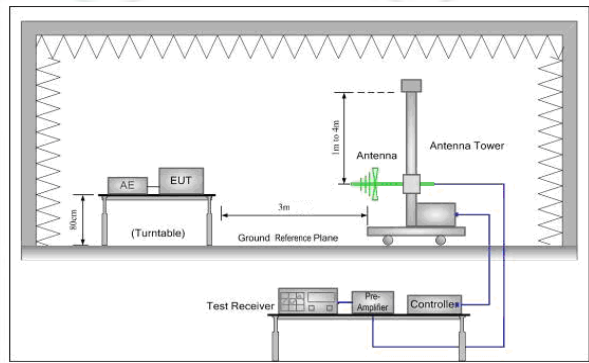 1m to 4m
Antenna
Antenna Tower
AE
EUT
80cm
(Turntable)
3m
Ground Reference Plane
Test Receiver
Pre-
Amplifier
Controller